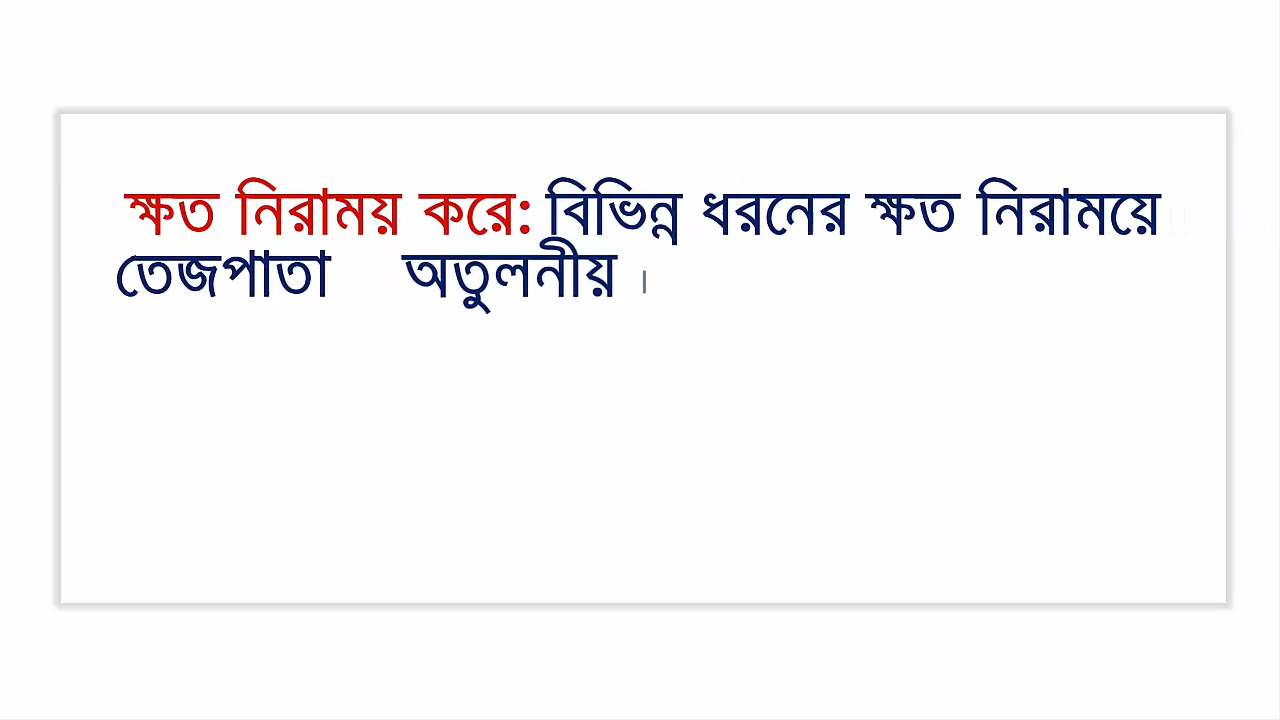 ক্ষত নিরাময় করে: বিভিন্ন ধরনের ক্ষত নিরাময়ে
তেজপাতা অতুলনীয় ।